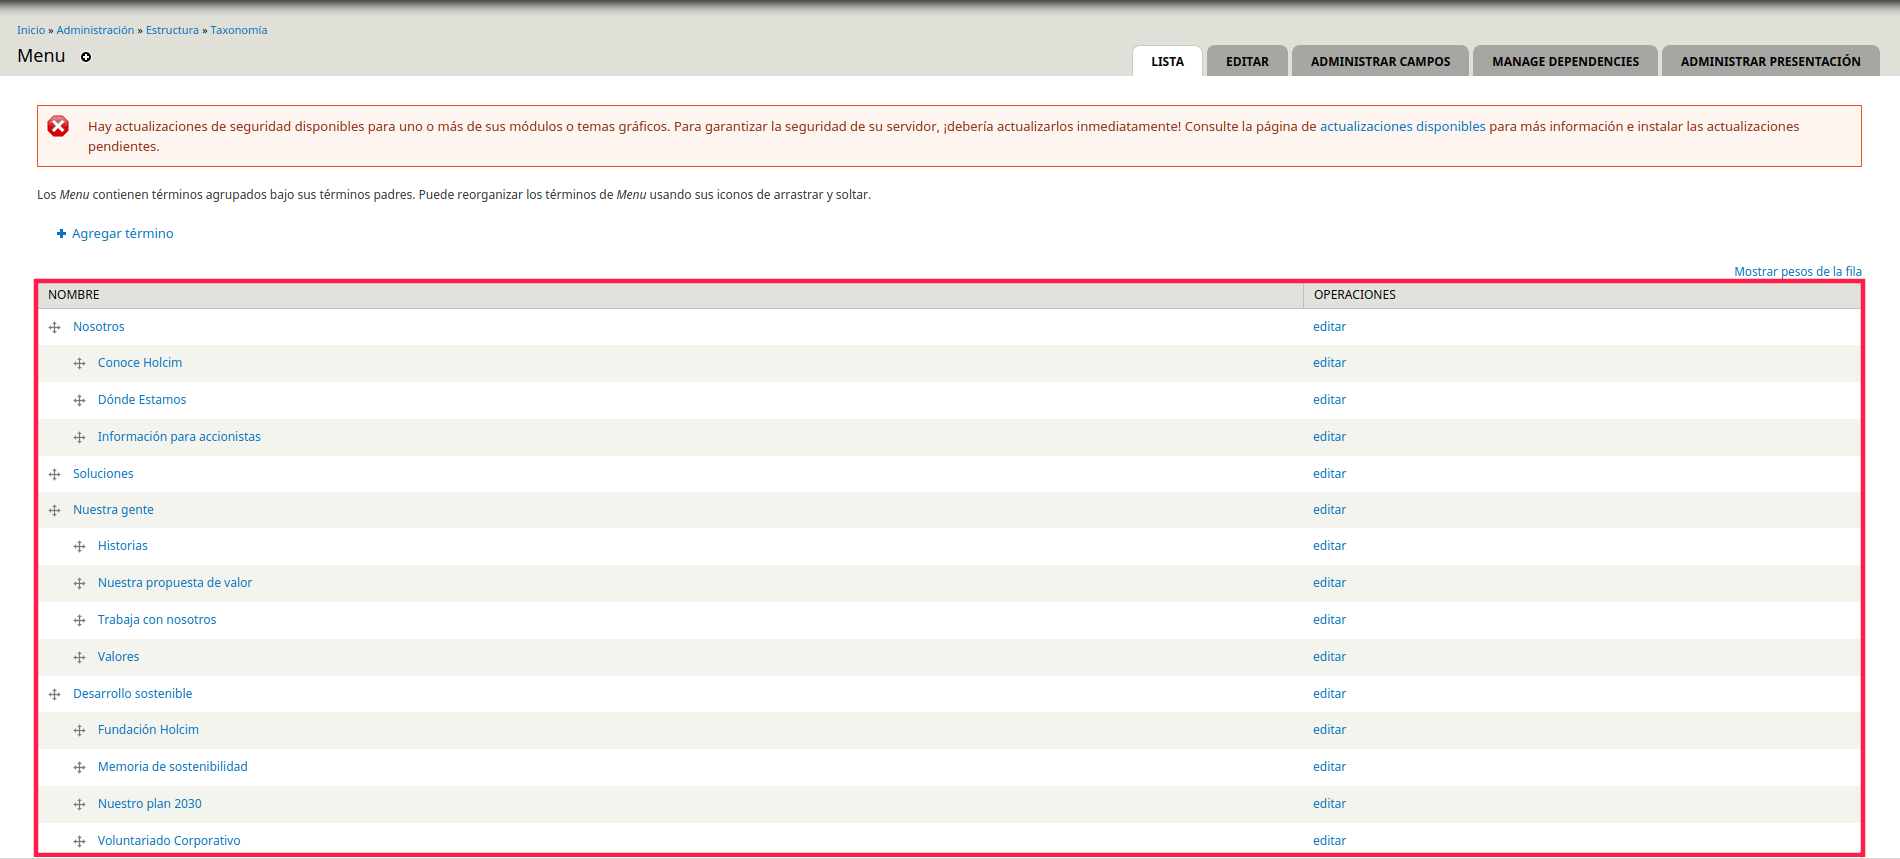 Inicio » Administración » Estructura » Taxonomía
Menu
LISTA EDITAR ADMINISTRAR CAMPOS MANAGE DEPENDENCIES ADMINISTRAR PRESENTACIÓN
Hay actualizaciones de seguridad disponibles para uno o más de sus módulos o temas gráficos. Para garantizar la seguridad de su servidor, ¡debería actualizarlos inmediatamente! Consulte la página de actualizaciones disponibles para más información e instalar las actualizaciones
pendientes.
Los Menu contienen términos agrupados bajo sus términos padres. Puede reorganizar los términos de Menu usando sus iconos de arrastrar y soltar.
Agregar término
Mostrar pesos de la fila
NOMBRE OPERACIONES
Nosotros editar
Conoce Holcim editar
Dónde Estamos editar
Información para accionistas editar
Soluciones editar
Nuestra gente editar
Historias editar
Nuestra propuesta de valor editar
Trabaja con nosotros editar
Valores editar
Desarrollo sostenible editar
Fundación Holcim editar
Memoria de sostenibilidad editar
Nuestro plan 2030 editar
Voluntariado Corporativo editar